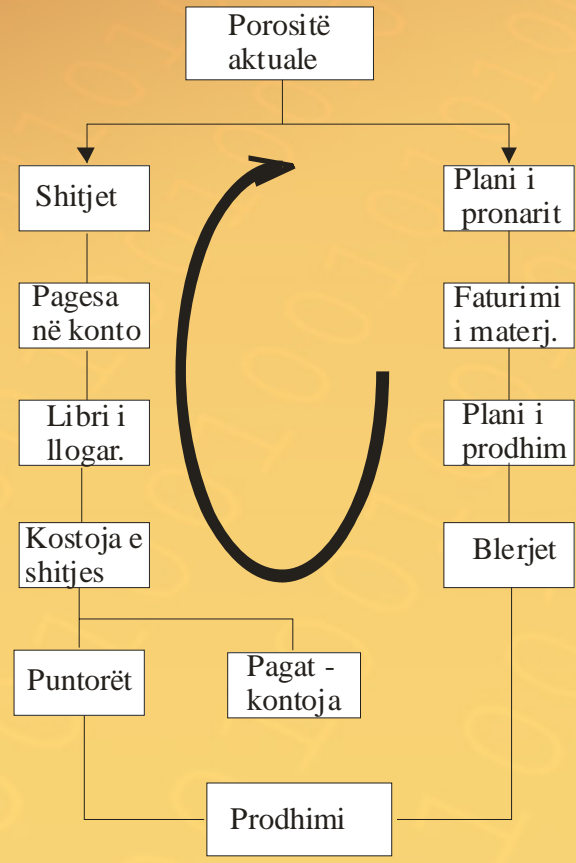 Porositë
aktuale
Shitjet
Plani i
pronarit
Pagesa
në konto
Faturimi
i materj.
Libri i
llogar.
Plani i
prodhim
Kostoja e
shitjes
Blerjet
Puntorët
Pagat -
kontoja
Prodhimi